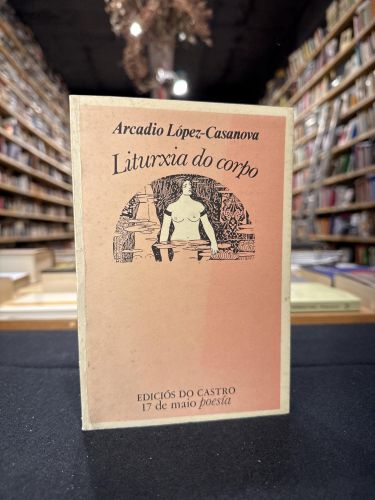 Arcadio López-Casanova
Liturxia do corpo
EDICIÓS DO CASTRO
17 de maio poesía